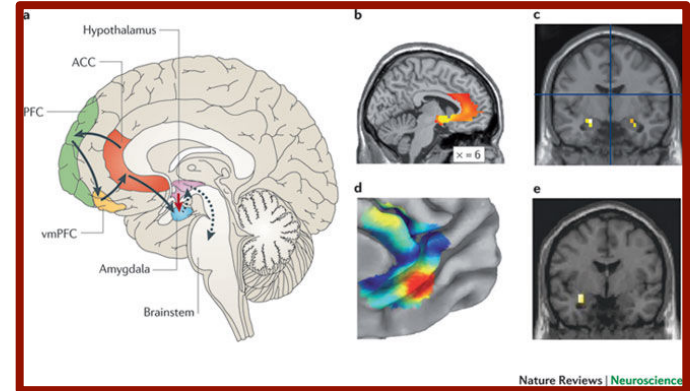 a
Hypothalamus
ACC
PFC
vmPFC
Amygdala
Brainstem
b
x = 6
c
d
e
Nature Reviews | Neuroscience